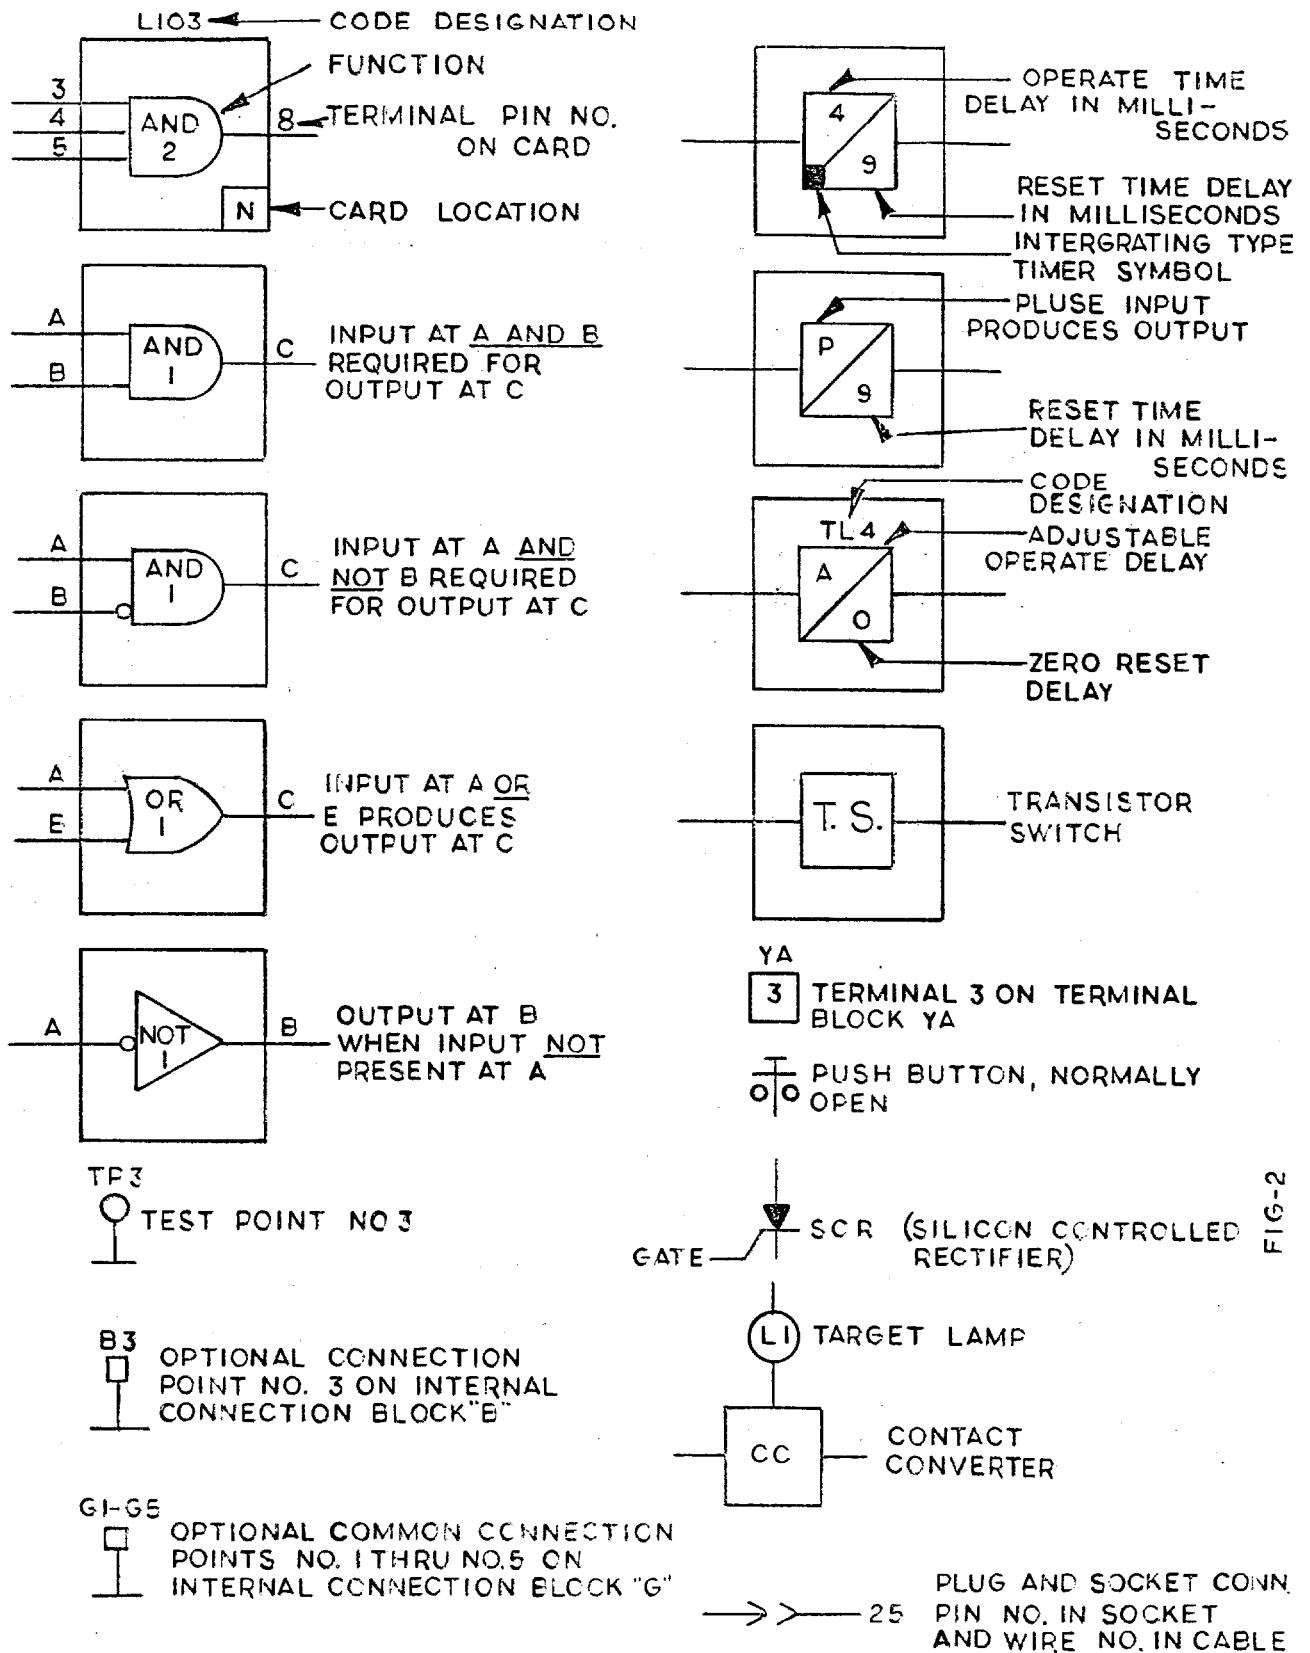 L103
CODE DESIGNATION
FUNCTION
3
4
5
AND
2
8
TERMINAL PIN NO.
ON CARD
N
CARD LOCATION
A
B
AND
1
C
INPUT AT A AND B
REQUIRED FOR
OUTPUT AT C
A
B
AND
1
C
INPUT AT A AND
NOT B REQUIRED
FOR OUTPUT AT C
A
E
OR
1
C
INPUT AT A OR
E PRODUCES
OUTPUT AT C
A
NOT
1
B
OUTPUT AT B
WHEN INPUT NOT
PRESENT AT A
TP3
TEST POINT NO 3
B3
OPTIONAL CONNECTION
POINT NO. 3 ON INTERNAL
CONNECTION BLOCK "B"
G1-G5
OPTIONAL COMMON CONNECTION
POINTS NO. 1 THRU NO.5 ON
INTERNAL CONNECTION BLOCK "G"
4
9
OPERATE TIME
DELAY IN MILLI-
SECONDS
RESET TIME DELAY
IN MILLISECONDS
INTERGRATING TYPE
TIMER SYMBOL
P
9
PLUSE INPUT
PRODUCES OUTPUT
RESET TIME
DELAY IN MILLI-
SECONDS
CODE
DESIGNATION
TL4
A
0
ADJUSTABLE
OPERATE DELAY
ZERO RESET
DELAY
T. S.
TRANSISTOR
SWITCH
YA
3
TERMINAL 3 ON TERMINAL
BLOCK YA
PUSH BUTTON, NORMALLY
OPEN
GATE
SCR (SILICON CONTROLLED
RECTIFIER)
L1
TARGET LAMP
CC
CONTACT
CONVERTER
25
PLUG AND SOCKET CONN.
PIN NO. IN SOCKET
AND WIRE NO. IN CABLE
FIG-2